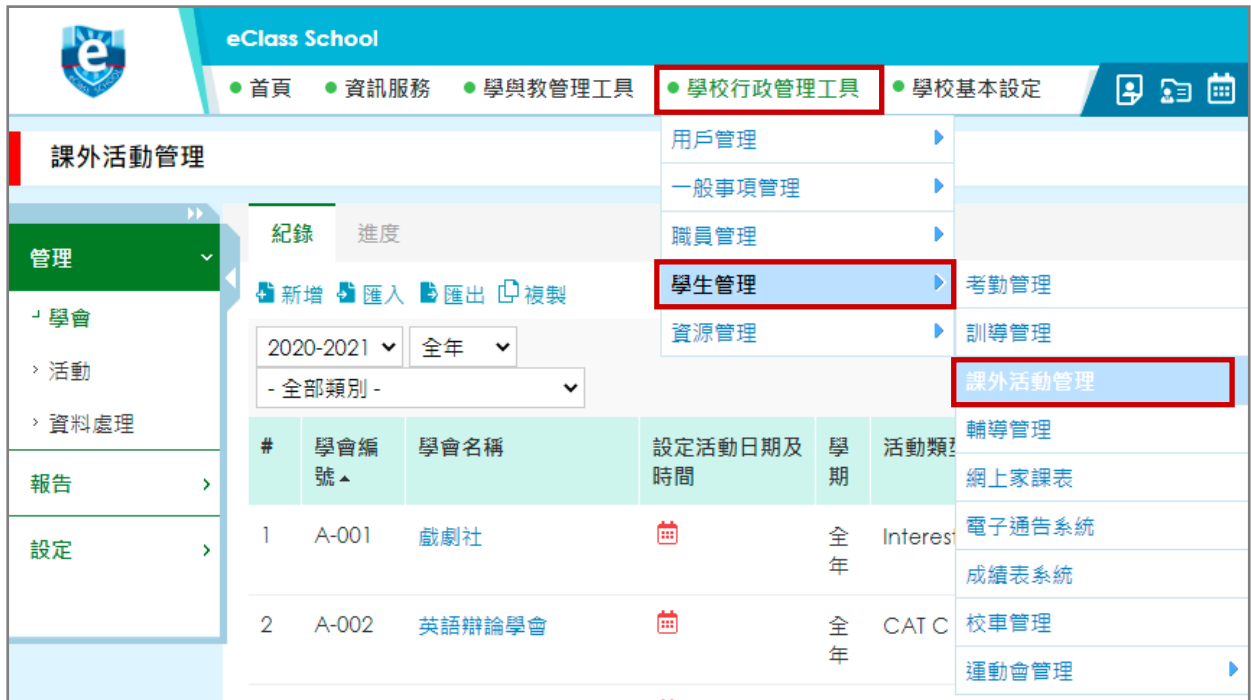 eClass School
首頁 資訊服務 學與教管理工具 學校行政管理工具 學校基本設定
課外活動管理
用戶管理
一般事項管理
職員管理
學生管理
資源管理
考勤管理
訓導管理
課外活動管理
輔導管理
網上家課表
電子通告系統
成績表系統
校車管理
運動會管理
管理
學會
活動
資料處理
報告
設定
紀錄 進度
新增 匯入 匯出 複製
2020-2021 全年
- 全部類別 -
# 學會編號 學會名稱 設定活動日期及時間 學期 活動類型
1 A-001 戲劇社 全年 Interest
2 A-002 英語辯論學會 全年 CAT C